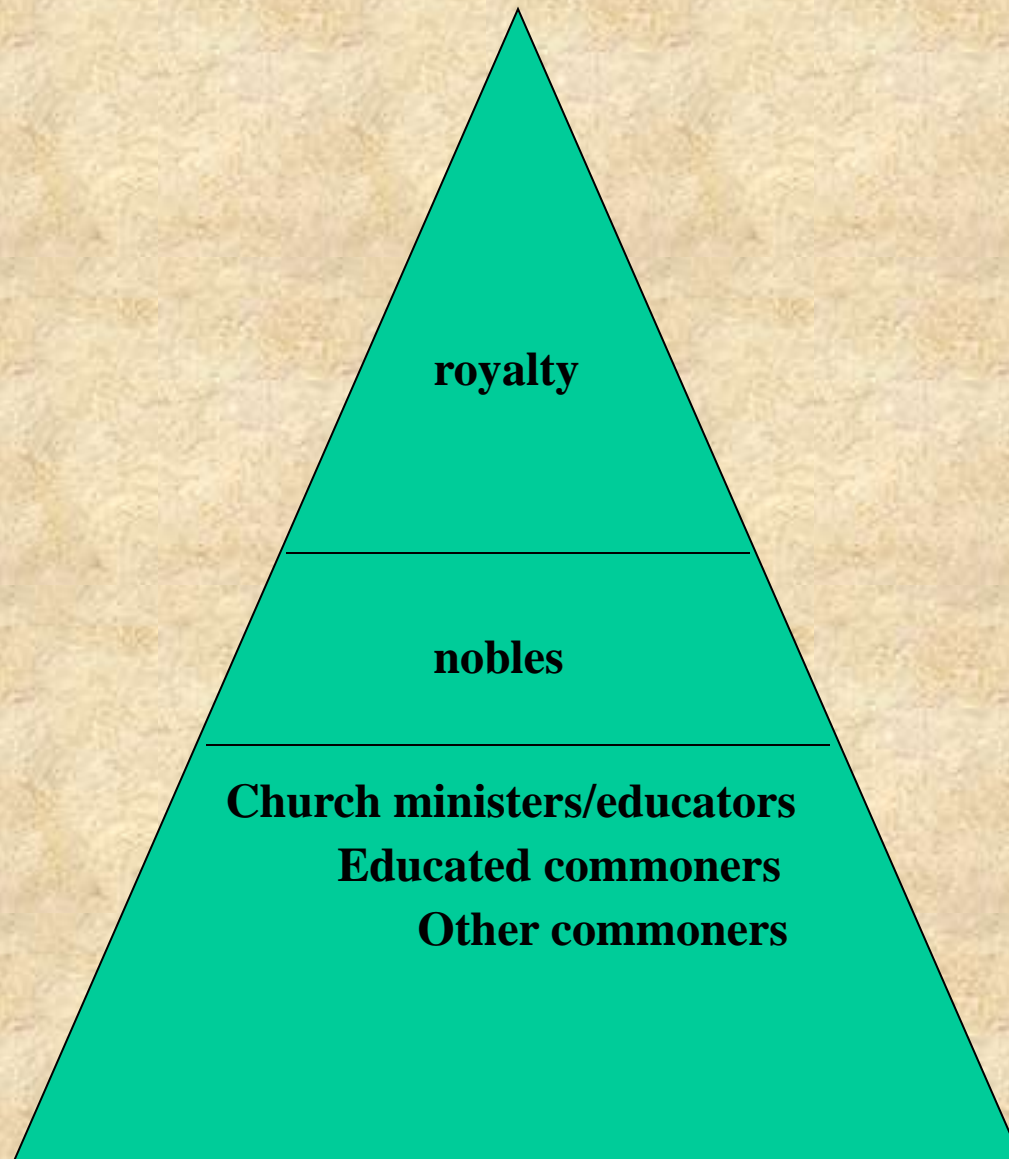 royalty
nobles
Church ministers/educators
Educated commoners
Other commoners